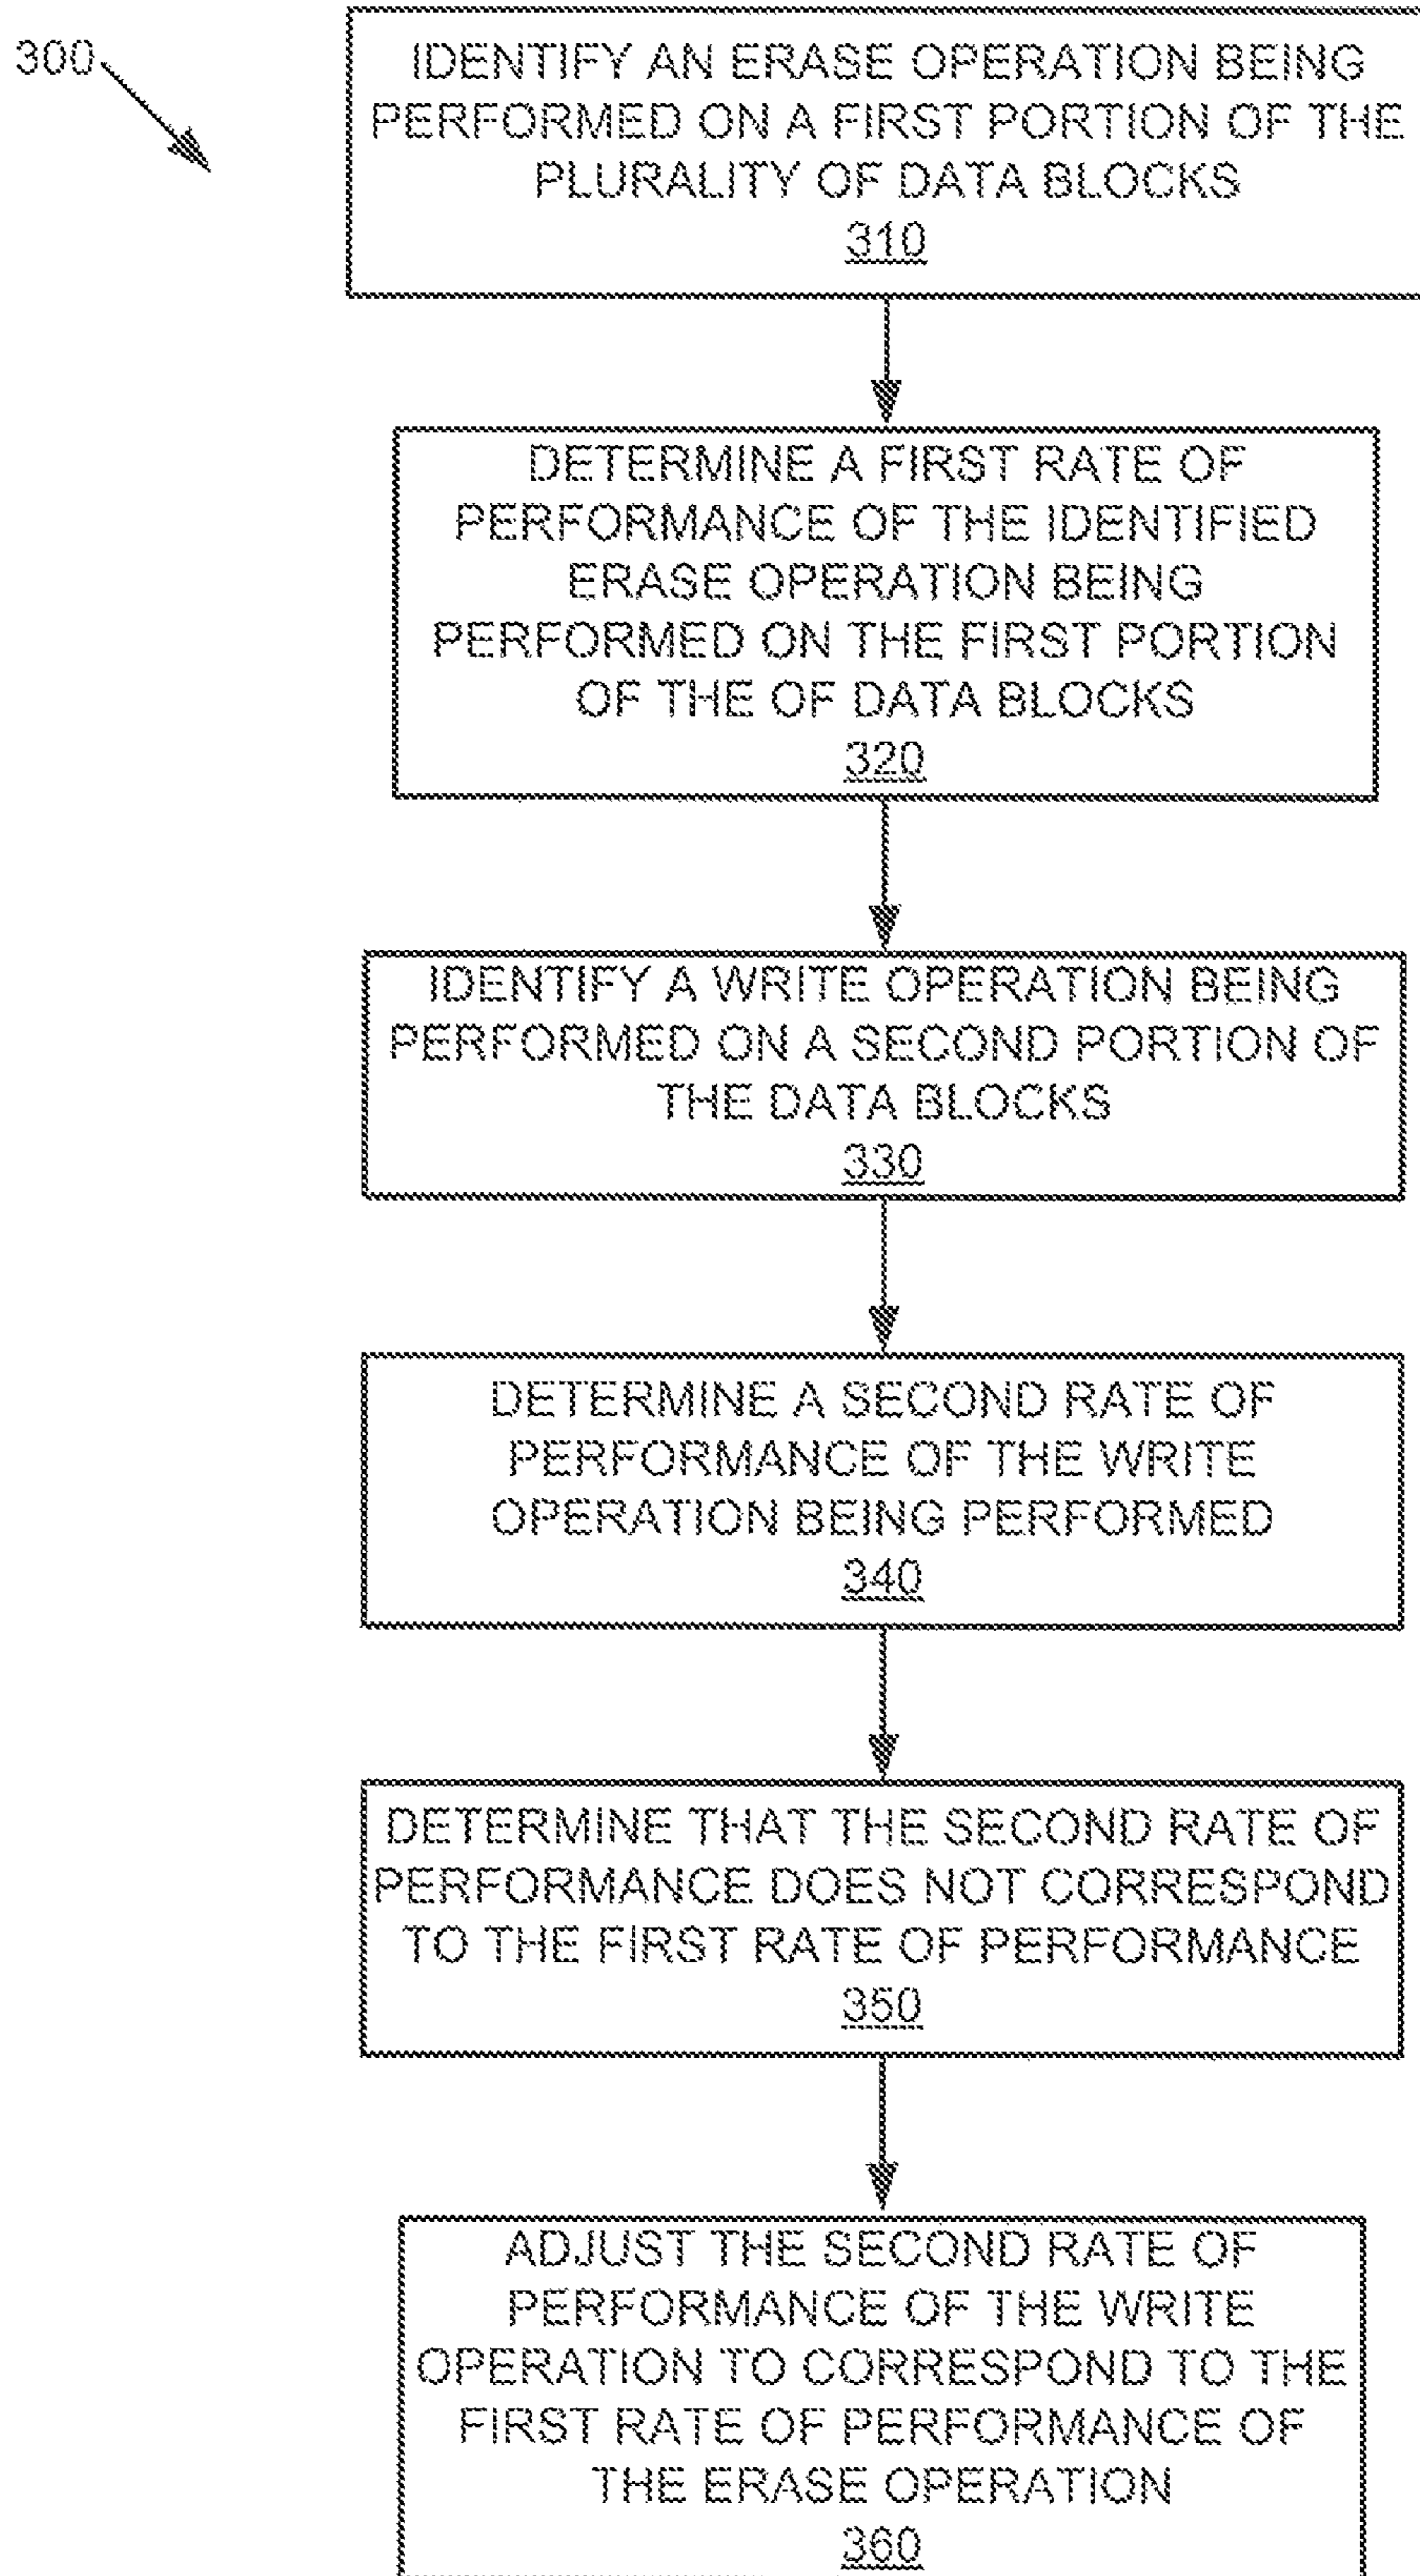 300
IDENTIFY AN ERASE OPERATION BEING
PERFORMED ON A FIRST PORTION OF THE
PLURALITY OF DATA BLOCKS
310
DETERMINE A FIRST RATE OF
PERFORMANCE OF THE IDENTIFIED
ERASE OPERATION BEING
PERFORMED ON THE FIRST PORTION
OF THE OF DATA BLOCKS
320
IDENTIFY A WRITE OPERATION BEING
PERFORMED ON A SECOND PORTION OF
THE DATA BLOCKS
330
DETERMINE A SECOND RATE OF
PERFORMANCE OF THE WRITE
OPERATION BEING PERFORMED
340
DETERMINE THAT THE SECOND RATE OF
PERFORMANCE DOES NOT CORRESPOND
TO THE FIRST RATE OF PERFORMANCE
350
ADJUST THE SECOND RATE OF
PERFORMANCE OF THE WRITE
OPERATION TO CORRESPOND TO THE
FIRST RATE OF PERFORMANCE OF
THE ERASE OPERATION
360